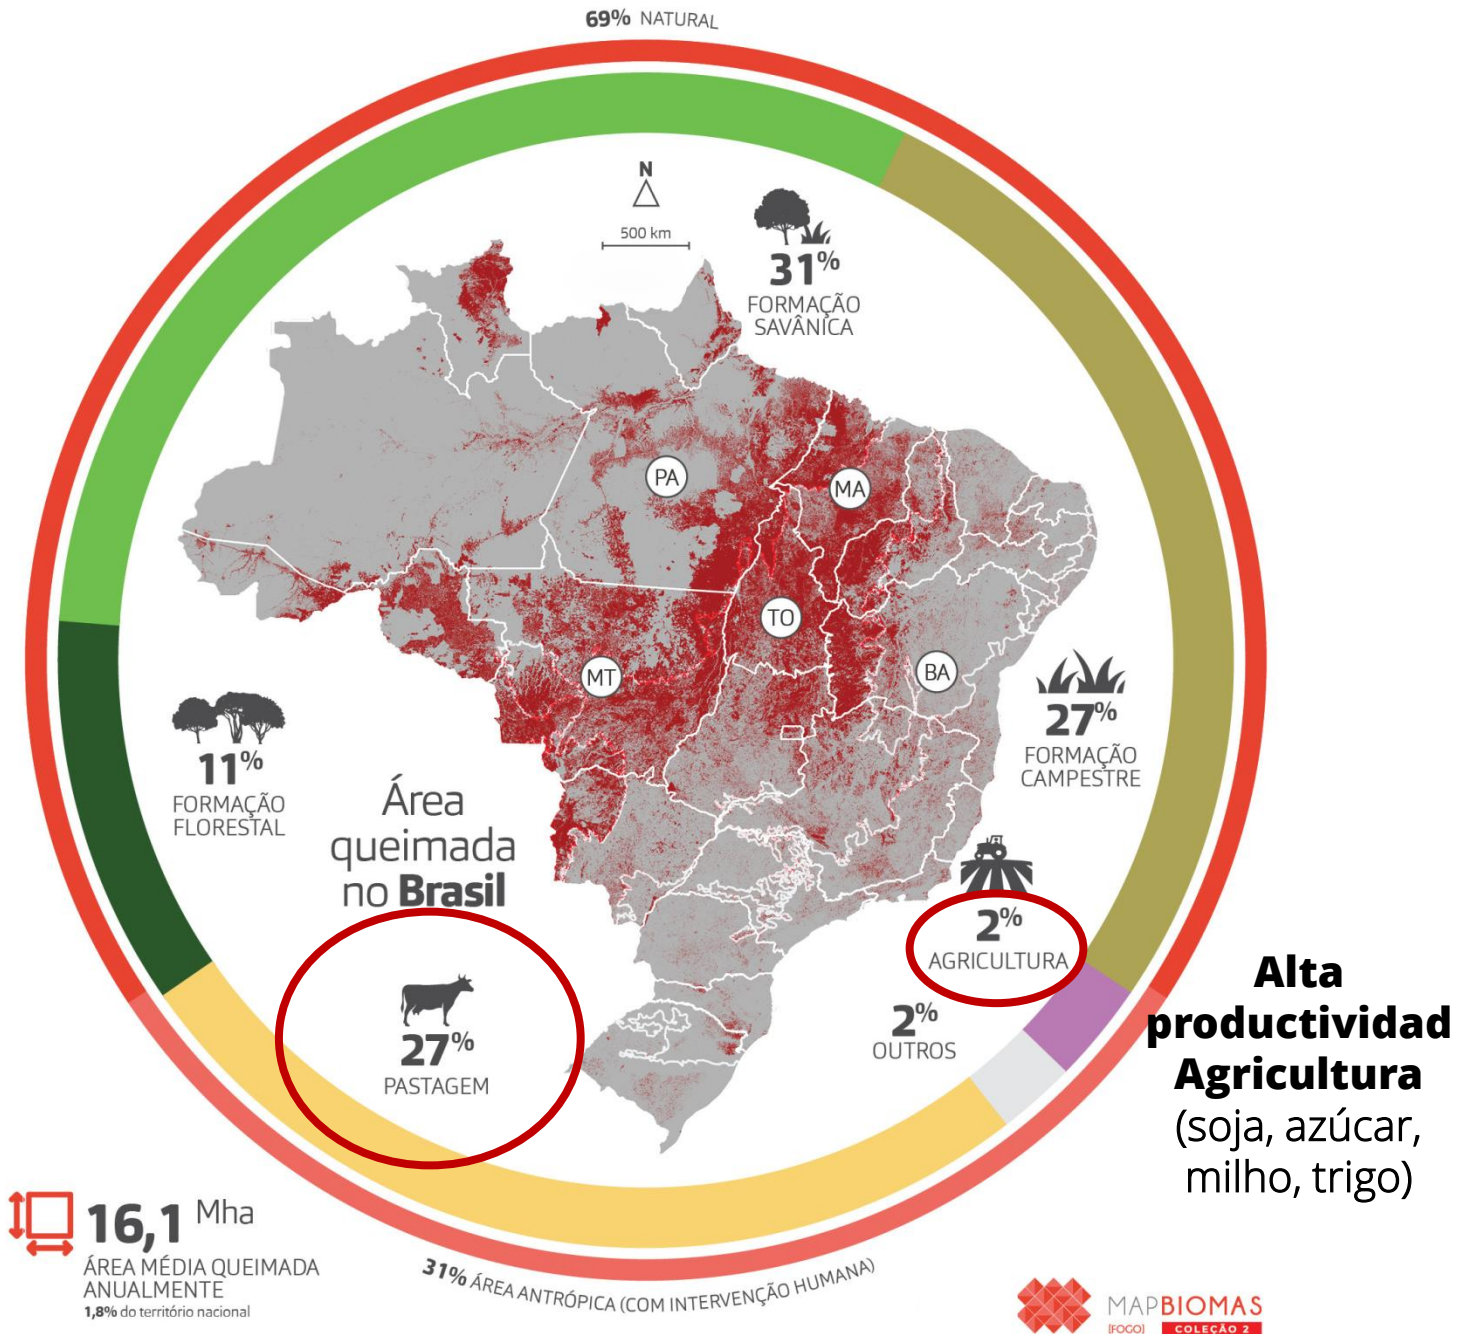 69% NATURAL
N
500 km
31%
FORMAÇÃO
SAVÂNICA
PA
MA
TO
MT
BA
11%
FORMAÇÃO
FLORESTAL
27%
FORMAÇÃO
CAMPESTRE
Área
queimada
no Brasil
2%
AGRICULTURA
2%
OUTROS
27%
PASTAGEM
Alta
productividad
Agricultura
(soja, azúcar,
milho, trigo)
16,1 Mha
ÁREA MÉDIA QUEIMADA
ANUALMENTE
1,8% do território nacional
31% ÁREA ANTRÓPICA (COM INTERVENÇÃO HUMANA)
MAPBIOMAS
[FOGO] COLEÇÃO 2